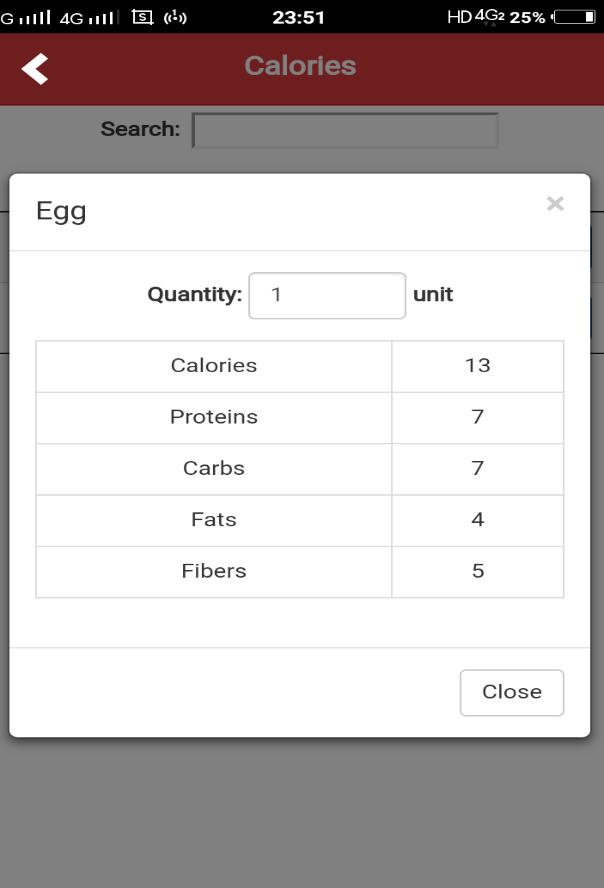 G 4G S 1 23:51 HD 4G2 25%
Calories
Search:
Egg ×
Quantity: 1 unit
Calories 13
Proteins 7
Carbs 7
Fats 4
Fibers 5
Close